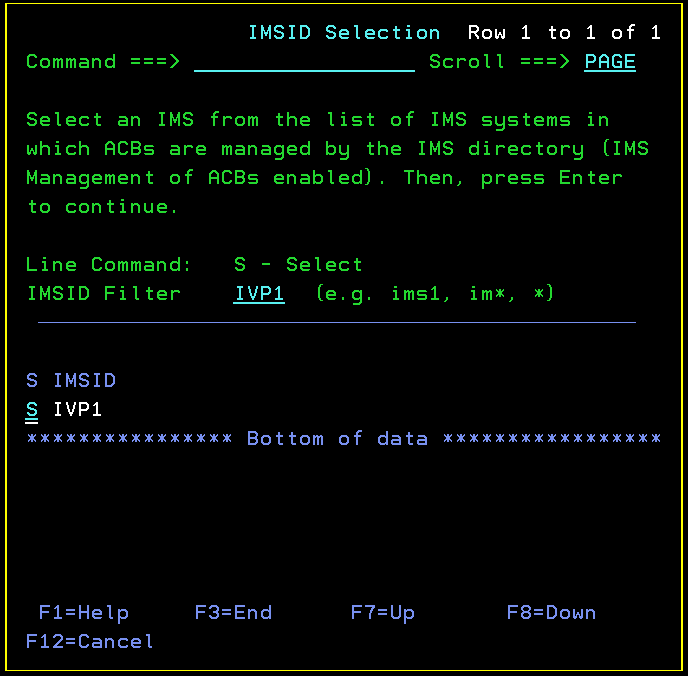 IMSID Selection Row 1 to 1 of 1
Command ===> Scroll ===> PAGE
Select an IMS from the list of IMS systems in
which ACBs are managed by the IMS directory (IMS
Management of ACBs enabled). Then, press Enter
to continue.
Line Command: S - Select
IMSID Filter IVP1 (e.g. ims1, im*, *)
S IMSID
S IVP1
**************** Bottom of data *****************
F1=Help F3=End F7=Up F8=Down
F12=Cancel